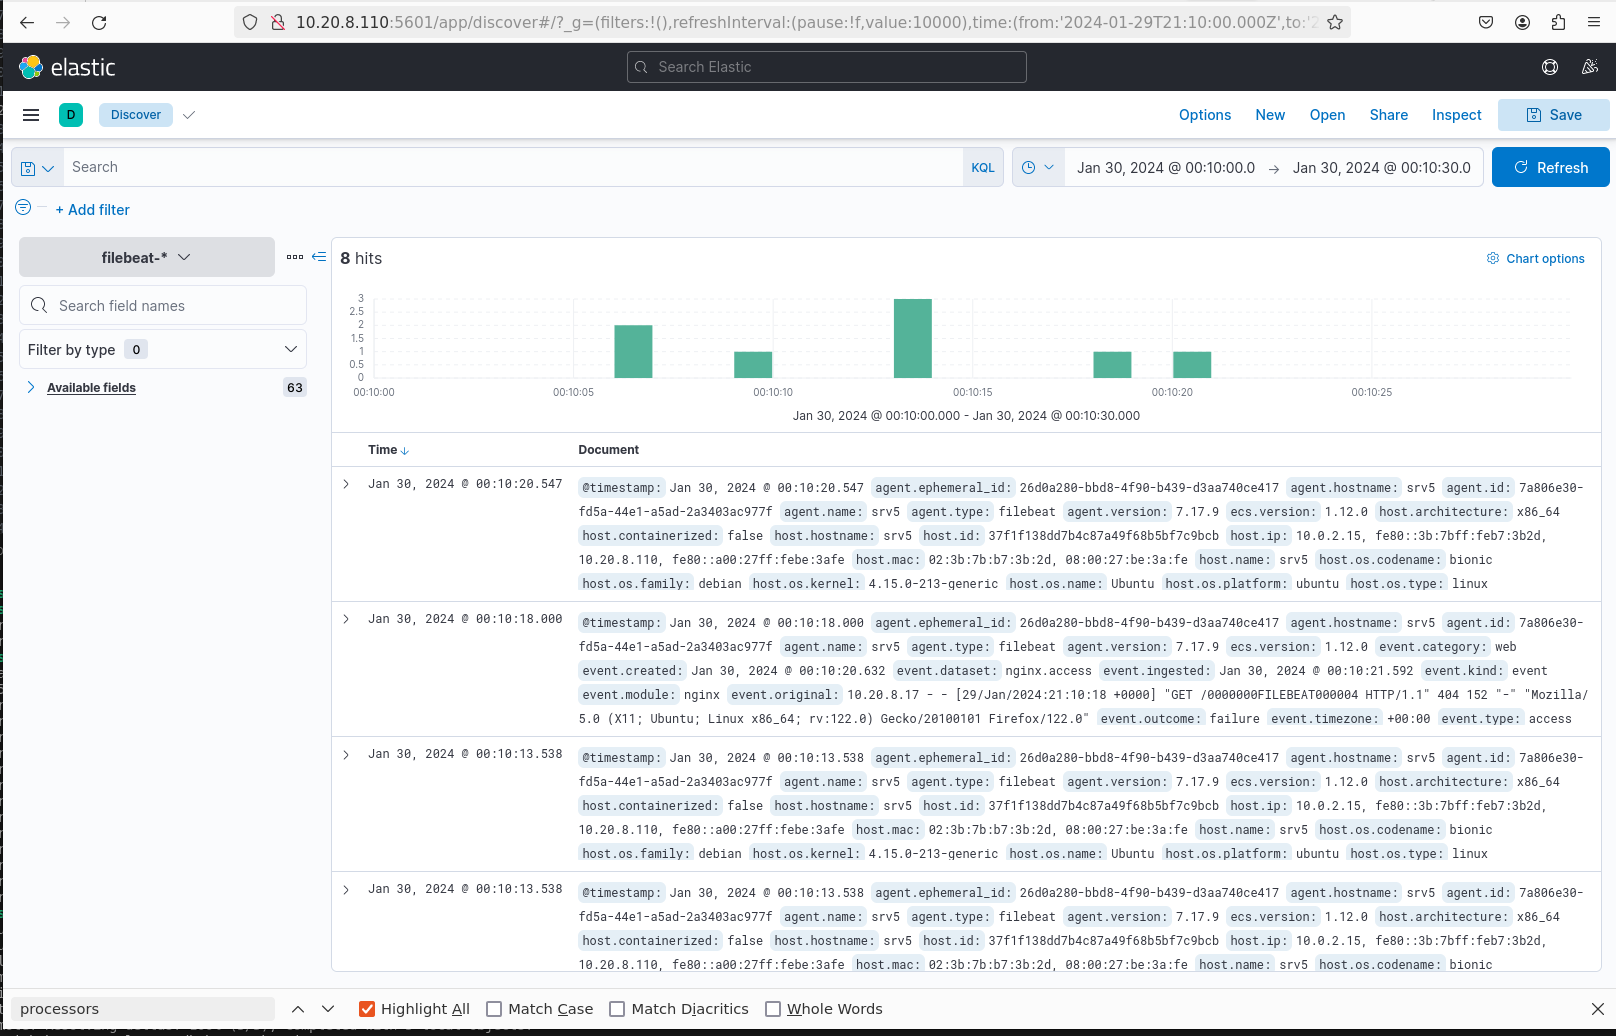 10.20.8.110:5601/app/discover#/?_g=(filters:!(),refreshInterval:(pause:!f,value:10000),time:(from:'2024-01-29T21:10:00.000Z',to:'2
elastic
Search Elastic
D
Discover
Options
New
Open
Share
Inspect
Save
Search
KQL
Jan 30, 2024 @ 00:10:00.0 → Jan 30, 2024 @ 00:10:30.0
Refresh
+ Add filter
filebeat-*
Search field names
Filter by type 0
Available fields 63
8 hits
Chart options
3
2.5
2
1.5
1
0.5
0
00:10:00 00:10:05 00:10:10 00:10:15 00:10:20 00:10:25
Jan 30, 2024 @ 00:10:00.000 - Jan 30, 2024 @ 00:10:30.000
Time Document
Jan 30, 2024 @ 00:10:20.547
@timestamp: Jan 30, 2024 @ 00:10:20.547 agent.ephemeral_id: 26d0a280-bbd8-4f90-b439-d3aa740ce417 agent.hostname: srv5 agent.id: 7a806e30-
fd5a-44e1-a5ad-2a3403ac977f agent.name: srv5 agent.type: filebeat agent.version: 7.17.9 ecs.version: 1.12.0 host.architecture: x86_64
host.containerized: false host.hostname: srv5 host.id: 37f1f138dd7b4c87a49f68b5bf7c9bcb host.ip: 10.0.2.15, fe80::3b:7bff:feb7:3b2d,
10.20.8.110, fe80::a00:27ff:febe:3afe host.mac: 02:3b:7b:b7:3b:2d, 08:00:27:be:3a:fe host.name: srv5 host.os.codename: bionic
host.os.family: debian host.os.kernel: 4.15.0-213-generic host.os.name: Ubuntu host.os.platform: ubuntu host.os.type: linux
Jan 30, 2024 @ 00:10:18.000
@timestamp: Jan 30, 2024 @ 00:10:18.000 agent.ephemeral_id: 26d0a280-bbd8-4f90-b439-d3aa740ce417 agent.hostname: srv5 agent.id: 7a806e30-
fd5a-44e1-a5ad-2a3403ac977f agent.name: srv5 agent.type: filebeat agent.version: 7.17.9 ecs.version: 1.12.0 event.category: web
event.created: Jan 30, 2024 @ 00:10:20.632 event.dataset: nginx.access event.ingested: Jan 30, 2024 @ 00:10:21.592 event.kind: event
event.module: nginx event.original: 10.20.8.17 - - [29/Jan/2024:21:10:18 +0000] "GET /0000000FILEBEAT000004 HTTP/1.1" 404 152 "-" "Mozilla/
5.0 (X11; Ubuntu; Linux x86_64; rv:122.0) Gecko/20100101 Firefox/122.0" event.outcome: failure event.timezone: +00:00 event.type: access
Jan 30, 2024 @ 00:10:13.538
@timestamp: Jan 30, 2024 @ 00:10:13.538 agent.ephemeral_id: 26d0a280-bbd8-4f90-b439-d3aa740ce417 agent.hostname: srv5 agent.id: 7a806e30-
fd5a-44e1-a5ad-2a3403ac977f agent.name: srv5 agent.type: filebeat agent.version: 7.17.9 ecs.version: 1.12.0 host.architecture: x86_64
host.containerized: false host.hostname: srv5 host.id: 37f1f138dd7b4c87a49f68b5bf7c9bcb host.ip: 10.0.2.15, fe80::3b:7bff:feb7:3b2d,
10.20.8.110, fe80::a00:27ff:febe:3afe host.mac: 02:3b:7b:b7:3b:2d, 08:00:27:be:3a:fe host.name: srv5 host.os.codename: bionic
host.os.family: debian host.os.kernel: 4.15.0-213-generic host.os.name: Ubuntu host.os.platform: ubuntu host.os.type: linux
Jan 30, 2024 @ 00:10:13.538
@timestamp: Jan 30, 2024 @ 00:10:13.538 agent.ephemeral_id: 26d0a280-bbd8-4f90-b439-d3aa740ce417 agent.hostname: srv5 agent.id: 7a806e30-
fd5a-44e1-a5ad-2a3403ac977f agent.name: srv5 agent.type: filebeat agent.version: 7.17.9 ecs.version: 1.12.0 host.architecture: x86_64
host.containerized: false host.hostname: srv5 host.id: 37f1f138dd7b4c87a49f68b5bf7c9bcb host.ip: 10.0.2.15, fe80::3b:7bff:feb7:3b2d,
10.20.8.110, fe80::a00:27ff:febe:3afe host.mac: 02:3b:7b:b7:3b:2d, 08:00:27:be:3a:fe host.name: srv5 host.os.codename: bionic
processors
Highlight All
Match Case
Match Diacritics
Whole Words